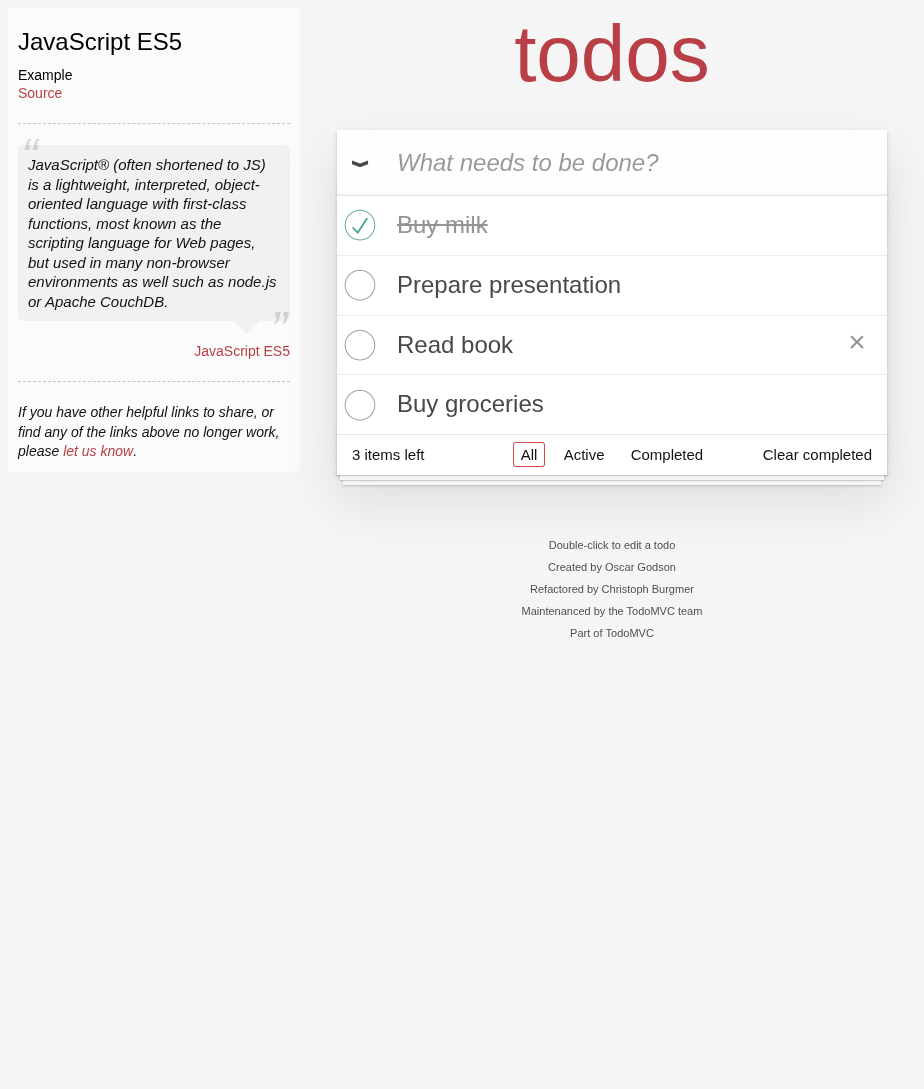 JavaScript ES5
Example
Source
“
JavaScript® (often shortened to JS)
is a lightweight, interpreted, object-
oriented language with first-class
functions, most known as the
scripting language for Web pages,
but used in many non-browser
environments as well such as node.js
or Apache CouchDB.
”
JavaScript ES5
If you have other helpful links to share, or
find any of the links above no longer work,
please let us know.
todos
What needs to be done?
Buy milk
Prepare presentation
Read book
Buy groceries
3 items left All Active Completed Clear completed
Double-click to edit a todo
Created by Oscar Godson
Refactored by Christoph Burgmer
Maintenanced by the TodoMVC team
Part of TodoMVC